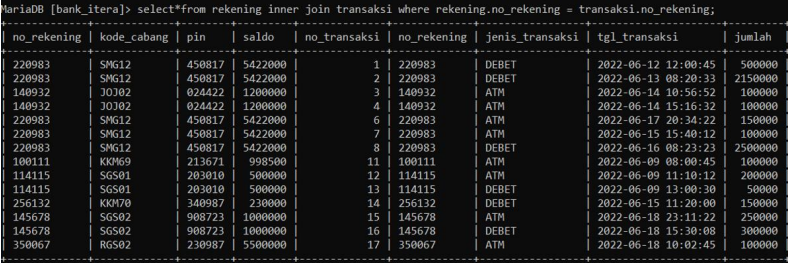 MariaDB [bank_itera]> select*from rekening inner join transaksi where rekening.no_rekening = transaksi.no_rekening;
| no_rekening | kode_cabang | pin | saldo | no_transaksi | no_rekening | jenis_transaksi | tgl_transaksi | jumlah |
| 220983 | SMG12 | 450817 | 5422000 | 1 | 220983 | DEBET | 2022-06-12 12:00:45 | 500000
| 220983 | SMG12 | 450817 | 5422000 | 2 | 220983 | DEBET | 2022-06-13 08:20:33 | 2150000
| 140932 | JOJ02 | 024422 | 1200000 | 3 | 140932 | ATM | 2022-06-14 10:56:52 | 100000
| 140932 | JOJ02 | 024422 | 1200000 | 4 | 140932 | ATM | 2022-06-14 15:16:32 | 100000
| 220983 | SMG12 | 450817 | 5422000 | 6 | 220983 | ATM | 2022-06-17 20:34:22 | 150000
| 220983 | SMG12 | 450817 | 5422000 | 7 | 220983 | ATM | 2022-06-15 15:40:12 | 100000
| 220983 | SMG12 | 450817 | 5422000 | 8 | 220983 | DEBET | 2022-06-16 08:23:23 | 2500000
| 100111 | KKM69 | 213671 | 998500 | 11 | 100111 | ATM | 2022-06-09 08:00:45 | 100000
| 114115 | SGS01 | 203010 | 500000 | 12 | 114115 | ATM | 2022-06-09 11:10:12 | 200000
| 114115 | SGS01 | 203010 | 500000 | 13 | 114115 | DEBET | 2022-06-09 13:00:30 | 50000
| 256132 | KKM70 | 340987 | 230000 | 14 | 256132 | DEBET | 2022-06-15 11:20:00 | 150000
| 145678 | SGS02 | 908723 | 1000000 | 15 | 145678 | ATM | 2022-06-18 23:11:22 | 250000
| 145678 | SGS02 | 908723 | 1000000 | 16 | 145678 | DEBET | 2022-06-18 15:30:08 | 300000
| 350067 | RGS02 | 230987 | 5500000 | 17 | 350067 | ATM | 2022-06-18 10:02:45 | 100000